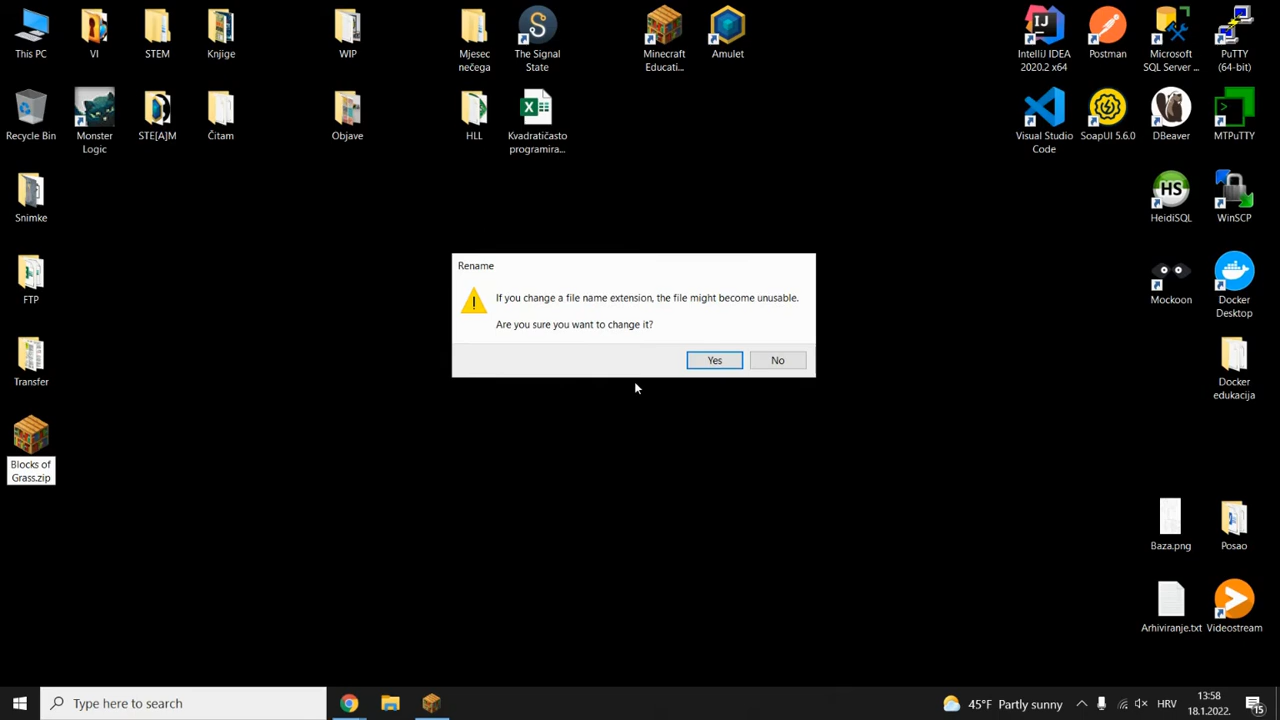 This PC
VI
STEM
Knjige
WIP
Mjesec
nečega
The Signal
State
Minecraft
Educati...
Amulet
IntelliJ IDEA
2020.2 x64
Postman
Microsoft
SQL Server ...
PuTTY
(64-bit)
Recycle Bin
Monster
Logic
STE[A]M
Čitam
Objave
HLL
Kvadratičasto
programira...
Visual Studio
Code
SoapUI 5.6.0
DBeaver
MTPuTTY
Snimke
HeidiSQL
WinSCP
FTP
Mockoon
Docker
Desktop
Rename
If you change a file name extension, the file might become unusable.
Are you sure you want to change it?
Yes
No
Transfer
Docker
edukacija
Blocks of
Grass.zip
Baza.png
Posao
Arhiviranje.txt
Videostream
Type here to search
45°F Partly sunny
HRV
13:58
18.1.2022.
15